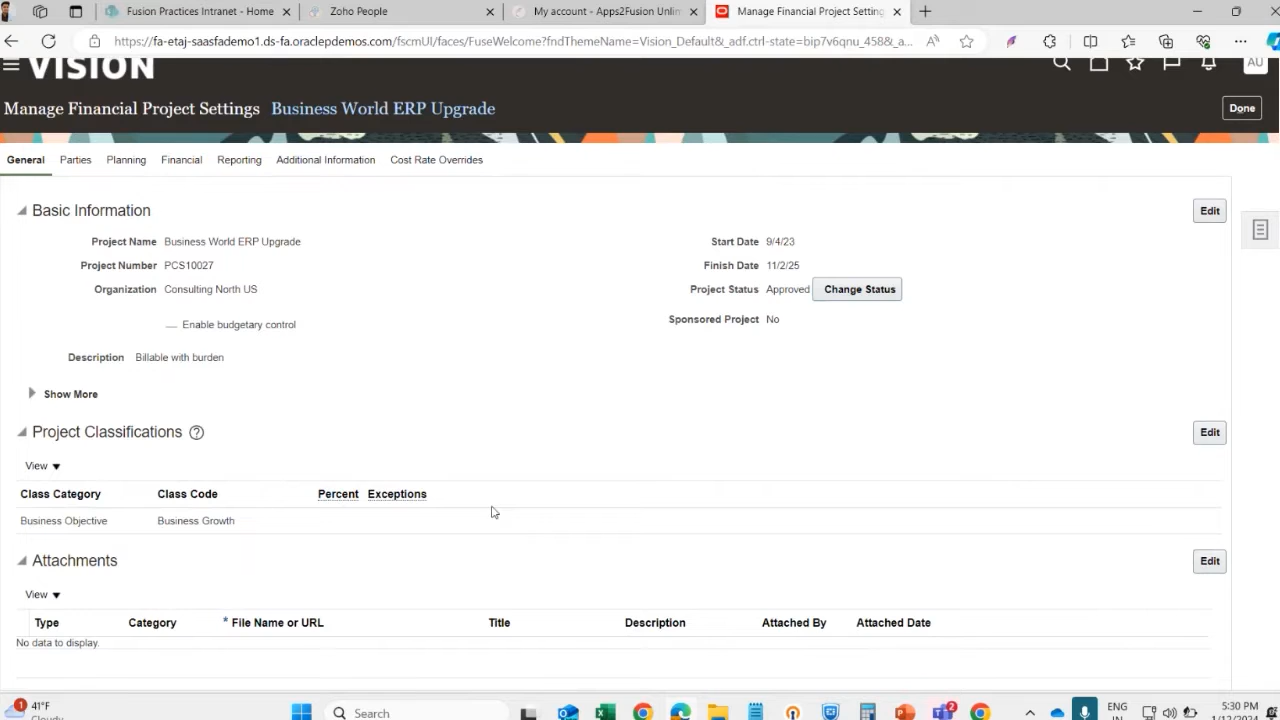 Fusion Practices Intranet - Home
Zoho People
My account - Apps2Fusion Unlim
Manage Financial Project Setting
https://fa-etaj-saasfademo1.ds-fa.oraclepdemos.com/fscmUI/faces/FuseWelcome?fndThemeName=Vision_Default&_adf.ctrl-state=bip7v6qnu_458&_a...
VISION
AU
Manage Financial Project Settings Business World ERP Upgrade
Done
General Parties Planning Financial Reporting Additional Information Cost Rate Overrides
Basic Information
Edit
Project Name Business World ERP Upgrade
Start Date 9/4/23
Project Number PCS10027
Finish Date 11/2/25
Organization Consulting North US
Project Status Approved Change Status
Enable budgetary control
Sponsored Project No
Description Billable with burden
Show More
Project Classifications
Edit
View
Class Category Class Code Percent Exceptions
Business Objective Business Growth
Attachments
Edit
View
Type Category * File Name or URL Title Description Attached By Attached Date
No data to display.
1
41°F
Cloudy
Search
2
ENG
IN
5:30 PM
/12/2024